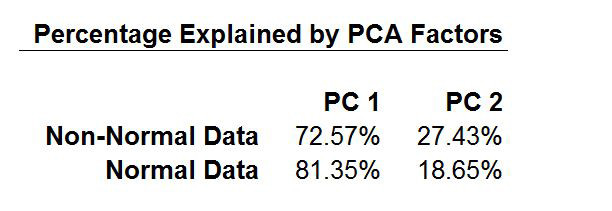 Percentage Explained by PCA Factors
PC 1 PC 2
Non-Normal Data 72.57% 27.43%
Normal Data 81.35% 18.65%